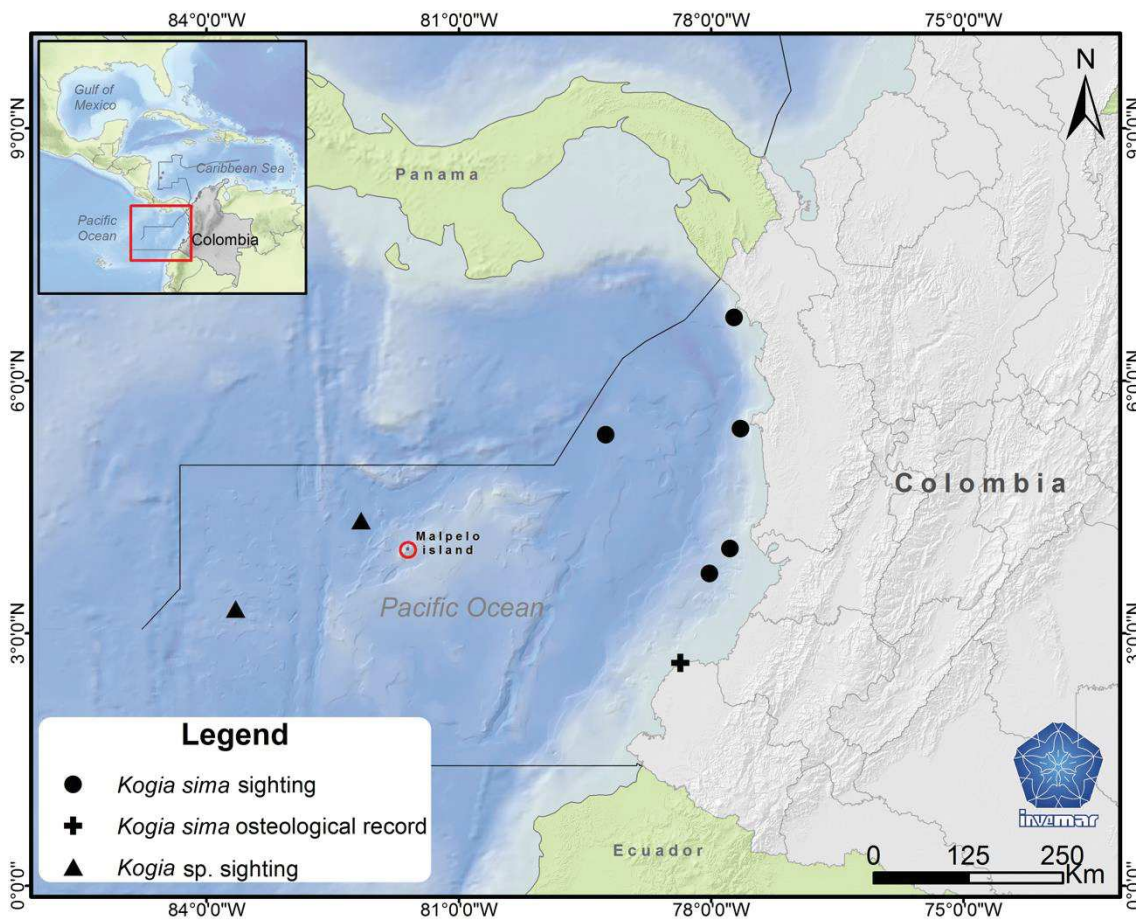 84°0'0"W 81°0'0"W 78°0'0"W 75°0'0"W
9°0'0"N
6°0'0"N
3°0'0"N
0°0'0"
Gulf of
Mexico
Caribbean Sea
Pacific
Ocean
Colombia
N
Panama
Malpelo
island
Pacific Ocean
Colombia
Ecuador
Legend
Kogia sima sighting
Kogia sima osteological record
Kogia sp. sighting
invemar
0 125 250
Km
9°0'0"N
6°0'0"N
3°0'0"N
0°0'0"
84°0'0"W 81°0'0"W 78°0'0"W 75°0'0"W